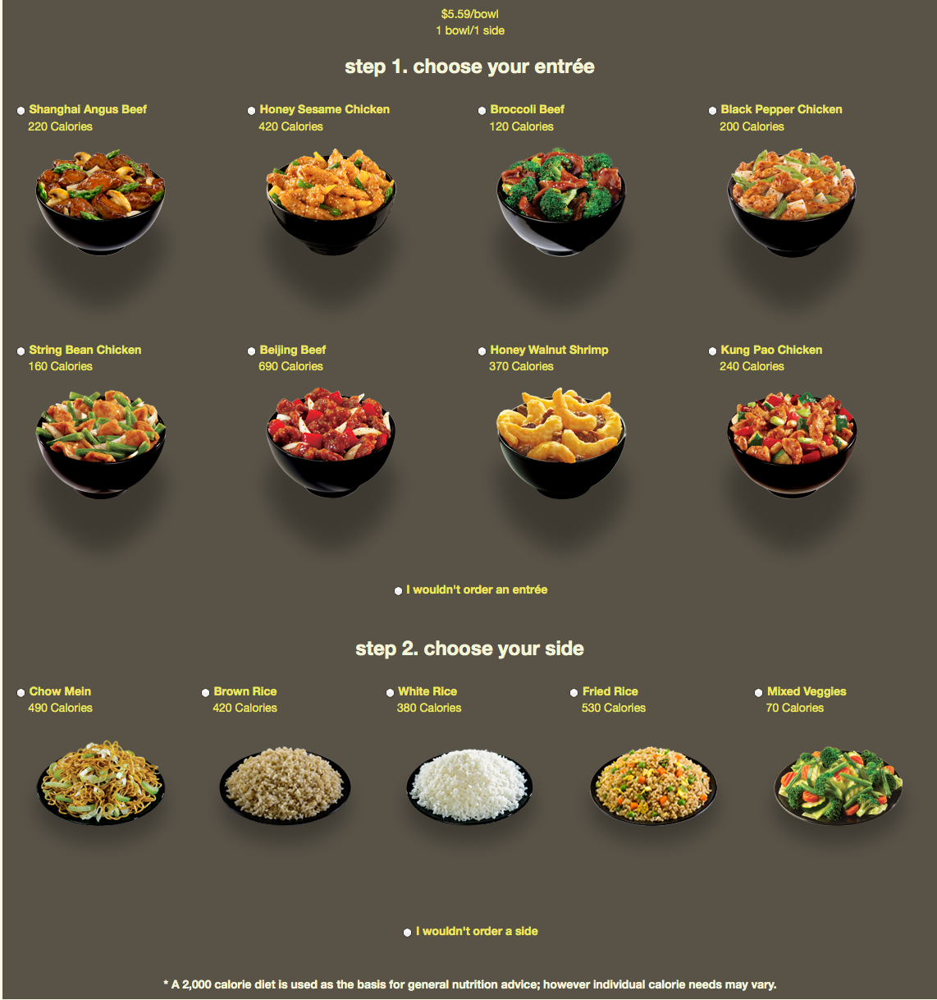 $5.59/bowl
1 bowl/1 side
step 1. choose your entrée
Shanghai Angus Beef
220 Calories
Honey Sesame Chicken
420 Calories
Broccoli Beef
120 Calories
Black Pepper Chicken
200 Calories
String Bean Chicken
160 Calories
Beijing Beef
690 Calories
Honey Walnut Shrimp
370 Calories
Kung Pao Chicken
240 Calories
I wouldn't order an entrée
step 2. choose your side
Chow Mein
490 Calories
Brown Rice
420 Calories
White Rice
380 Calories
Fried Rice
530 Calories
Mixed Veggies
70 Calories
I wouldn't order a side
* A 2,000 calorie diet is used as the basis for general nutrition advice; however individual calorie needs may vary.